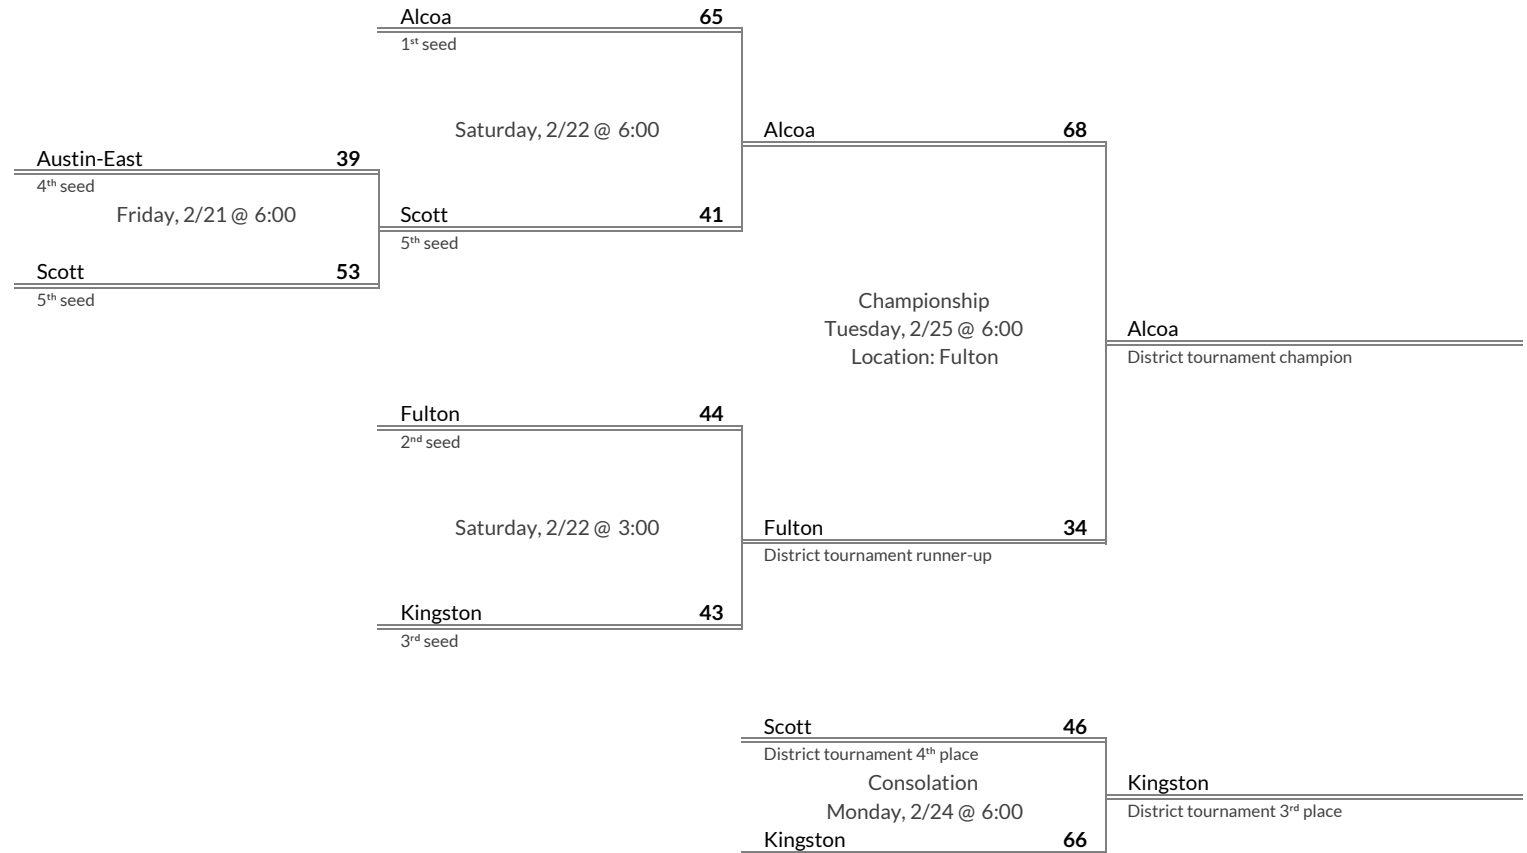 Alcoa 65
1st seed
Saturday, 2/22 @ 6:00
Alcoa 68
Austin-East 39
4th seed
Friday, 2/21 @ 6:00
Scott 41
5th seed
Scott 53
5th seed
Championship
Tuesday, 2/25 @ 6:00
Location: Fulton
Alcoa
District tournament champion
Fulton 44
2nd seed
Saturday, 2/22 @ 3:00
Fulton 34
District tournament runner-up
Kingston 43
3rd seed
Scott 46
District tournament 4th place
Consolation
Monday, 2/24 @ 6:00
Kingston
District tournament 3rd place
Kingston 66